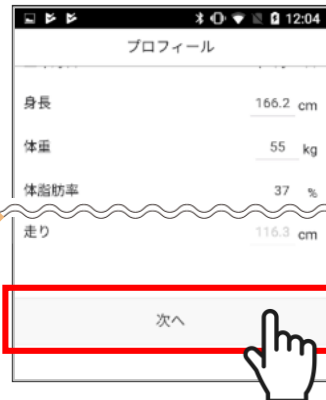 12:04
プロフィール
身長 166.2 cm
体重 55 kg
体脂肪率 37 %
走り 116.3 cm
次へ